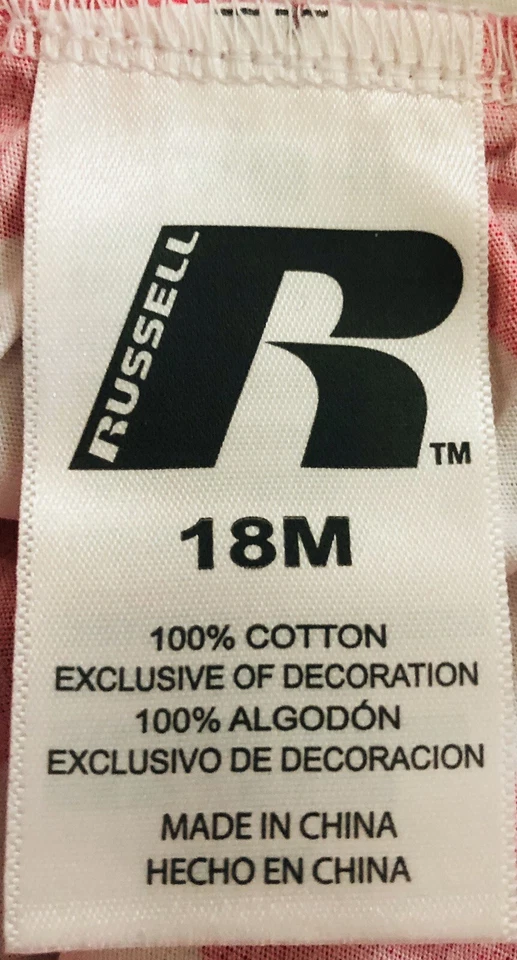 RUSSELL
R
TM
18M
100% COTTON
EXCLUSIVE OF DECORATION
100% ALGODÓN
EXCLUSIVO DE DECORACION
MADE IN CHINA
HECHO EN CHINA